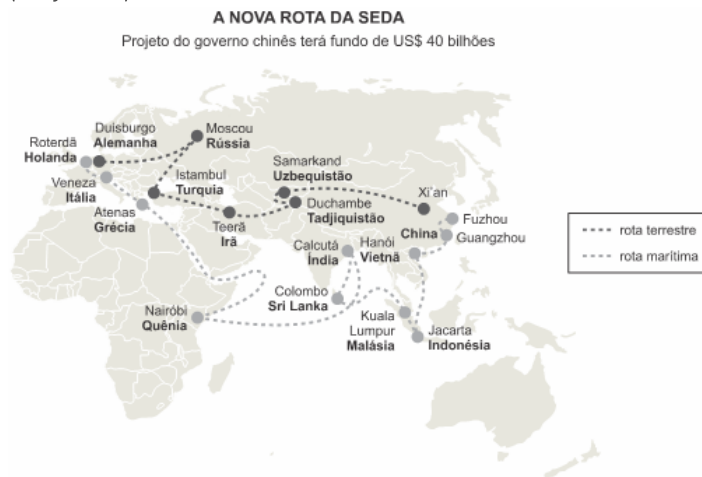 A NOVA ROTA DA SEDA
Projeto do governo chinês terá fundo de US$ 40 bilhões
Roterdã
Holanda
Duisburgo
Alemanha
Moscou
Rússia
Veneza
Itália
Istambul
Turquia
Atenas
Grécia
Samarkand
Uzbequistão
Duchambe
Tadjiquistão
Xi'an
China
Fuzhou
Guangzhou
Teerã
Irã
Calcutá
Índia
Hanói
Vietnã
Colombo
Sri Lanka
Nairóbi
Quênia
Kuala
Lumpur
Malásia
Jacarta
Indonésia
rota terrestre
rota marítima